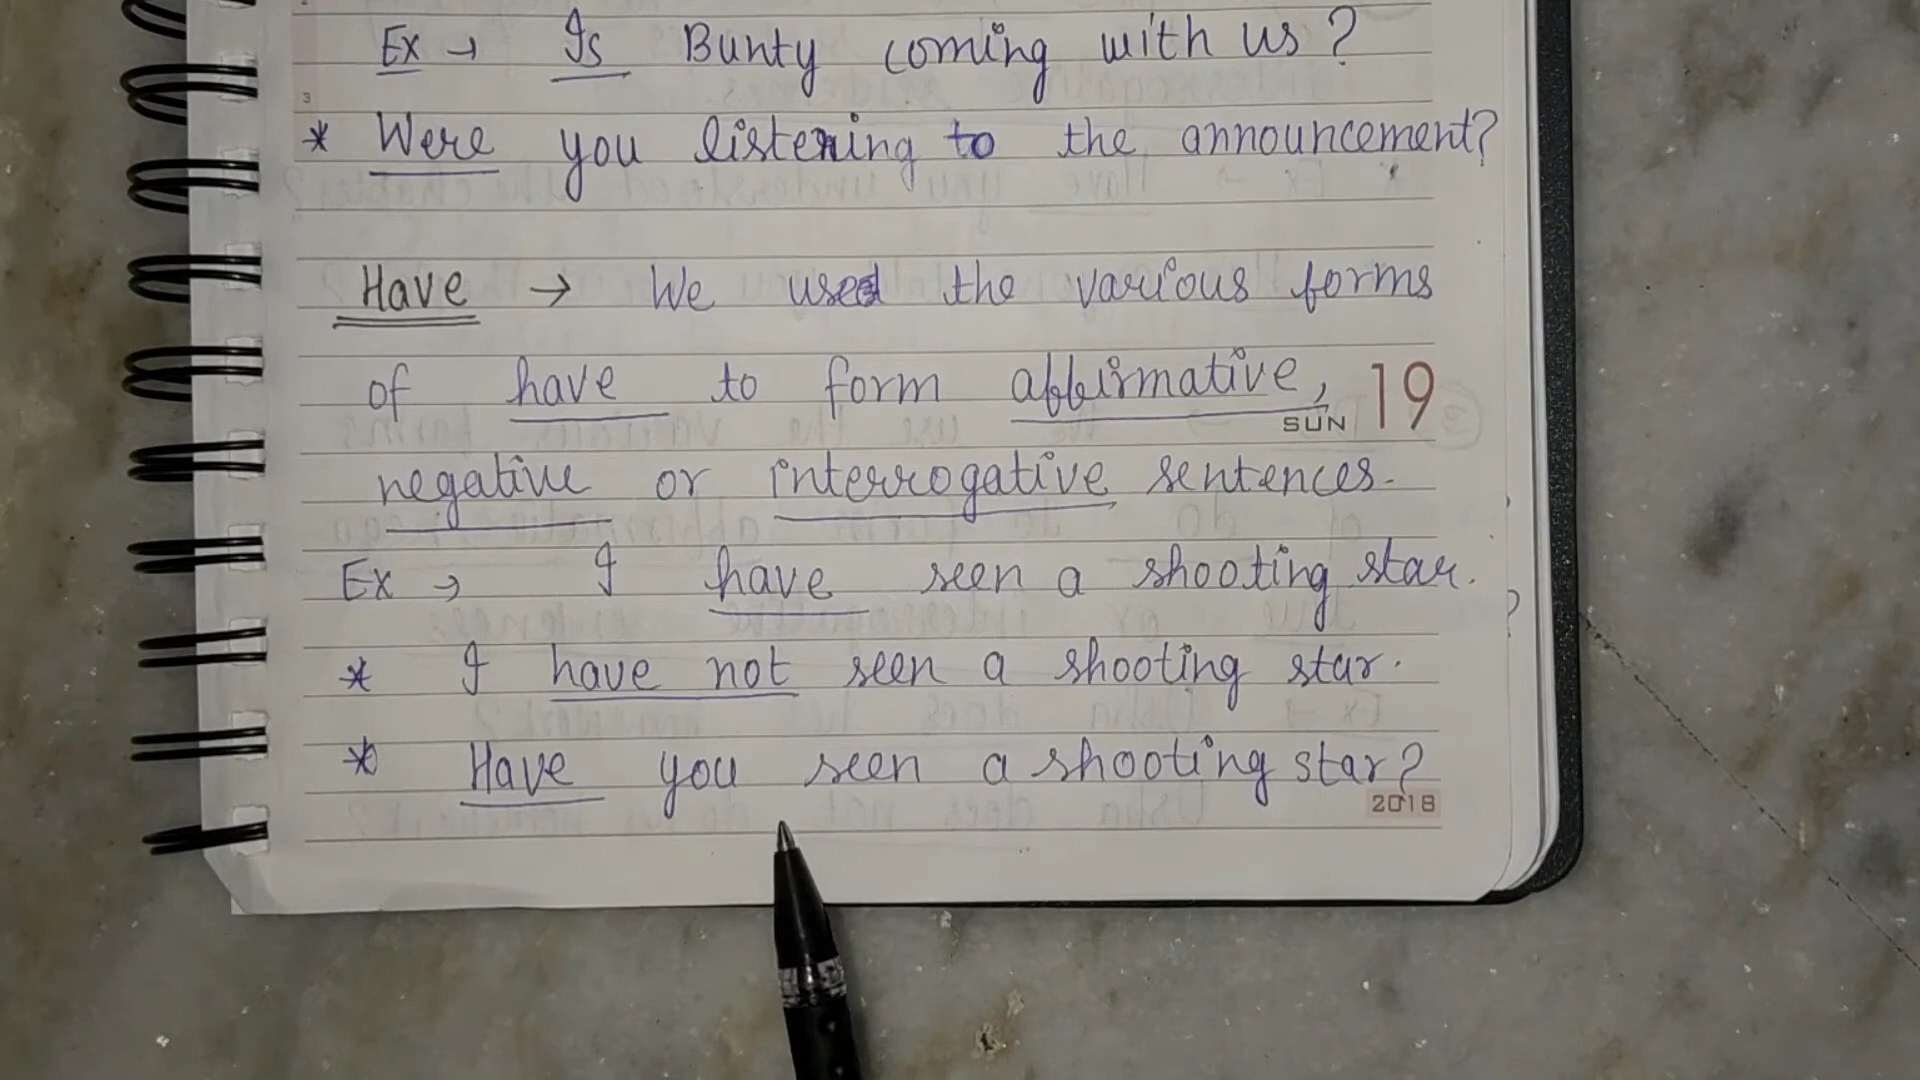 Ex → Is Bunty coming with us?
3
* Were you listening to the announcement?
Have → We used the various forms
of have to form affirmative,
SUN 19
negative or interrogative sentences.
Ex → I have seen a shooting star.
* I have not seen a shooting star.
* Have you seen a shooting star?
2018